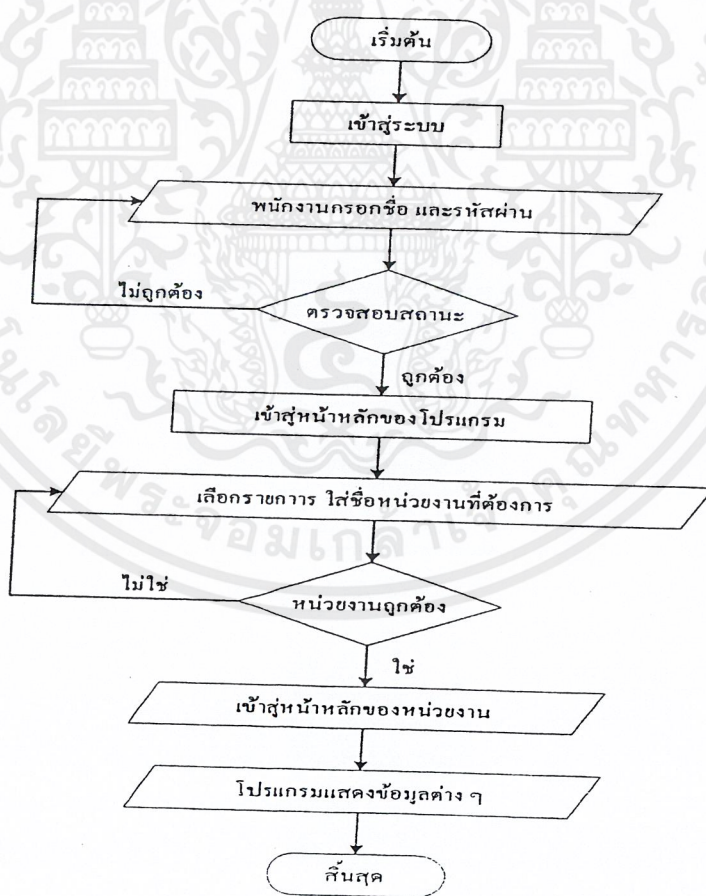 เริ่มต้น
เข้าสู่ระบบ
พนักงานกรอกชื่อ และรหัสผ่าน
ไม่ถูกต้อง
ตรวจสอบสถานะ
ถูกต้อง
เข้าสู่หน้าหลักของโปรแกรม
เลือกรายการ ใส่ชื่อหน่วยงานที่ต้องการ
ไม่ใช่
หน่วยงานถูกต้อง
ใช่
เข้าสู่หน้าหลักของหน่วยงาน
โปรแกรมแสดงข้อมูลต่าง ๆ
สิ้นสุด